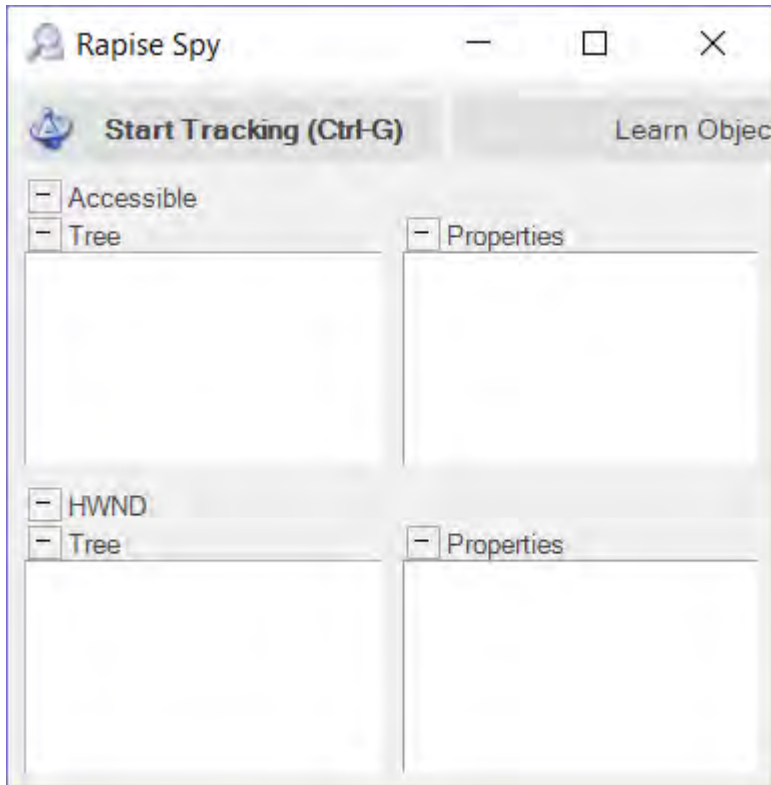 Rapise Spy
Start Tracking (Ctrl-G) Learn Objec
Accessible
Tree Properties
HWND
Tree Properties